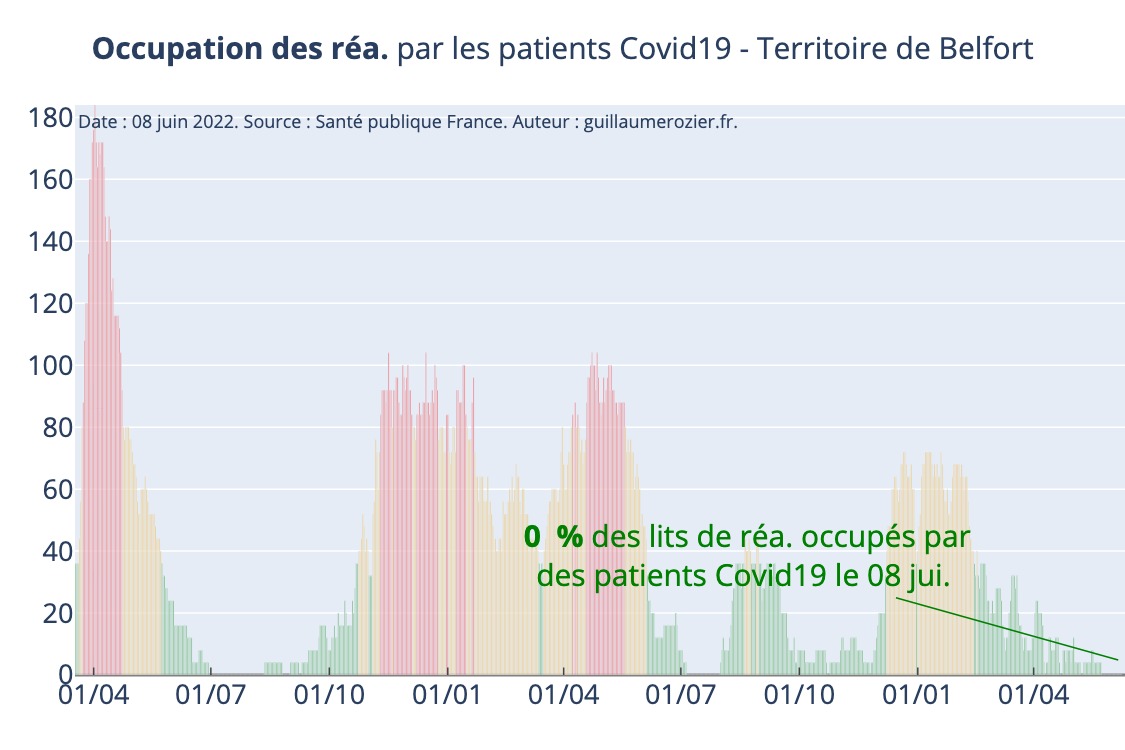 Occupation des réa. par les patients Covid19 - Territoire de Belfort
180
Date : 08 juin 2022. Source : Santé publique France. Auteur : guillaumerozier.fr.
160
140
120
100
80
60
0 % des lits de réa. occupés par
40
des patients Covid19 le 08 jui.
20
0
01/04 01/07 01/10 01/01 01/04 01/07 01/10 01/01 01/04